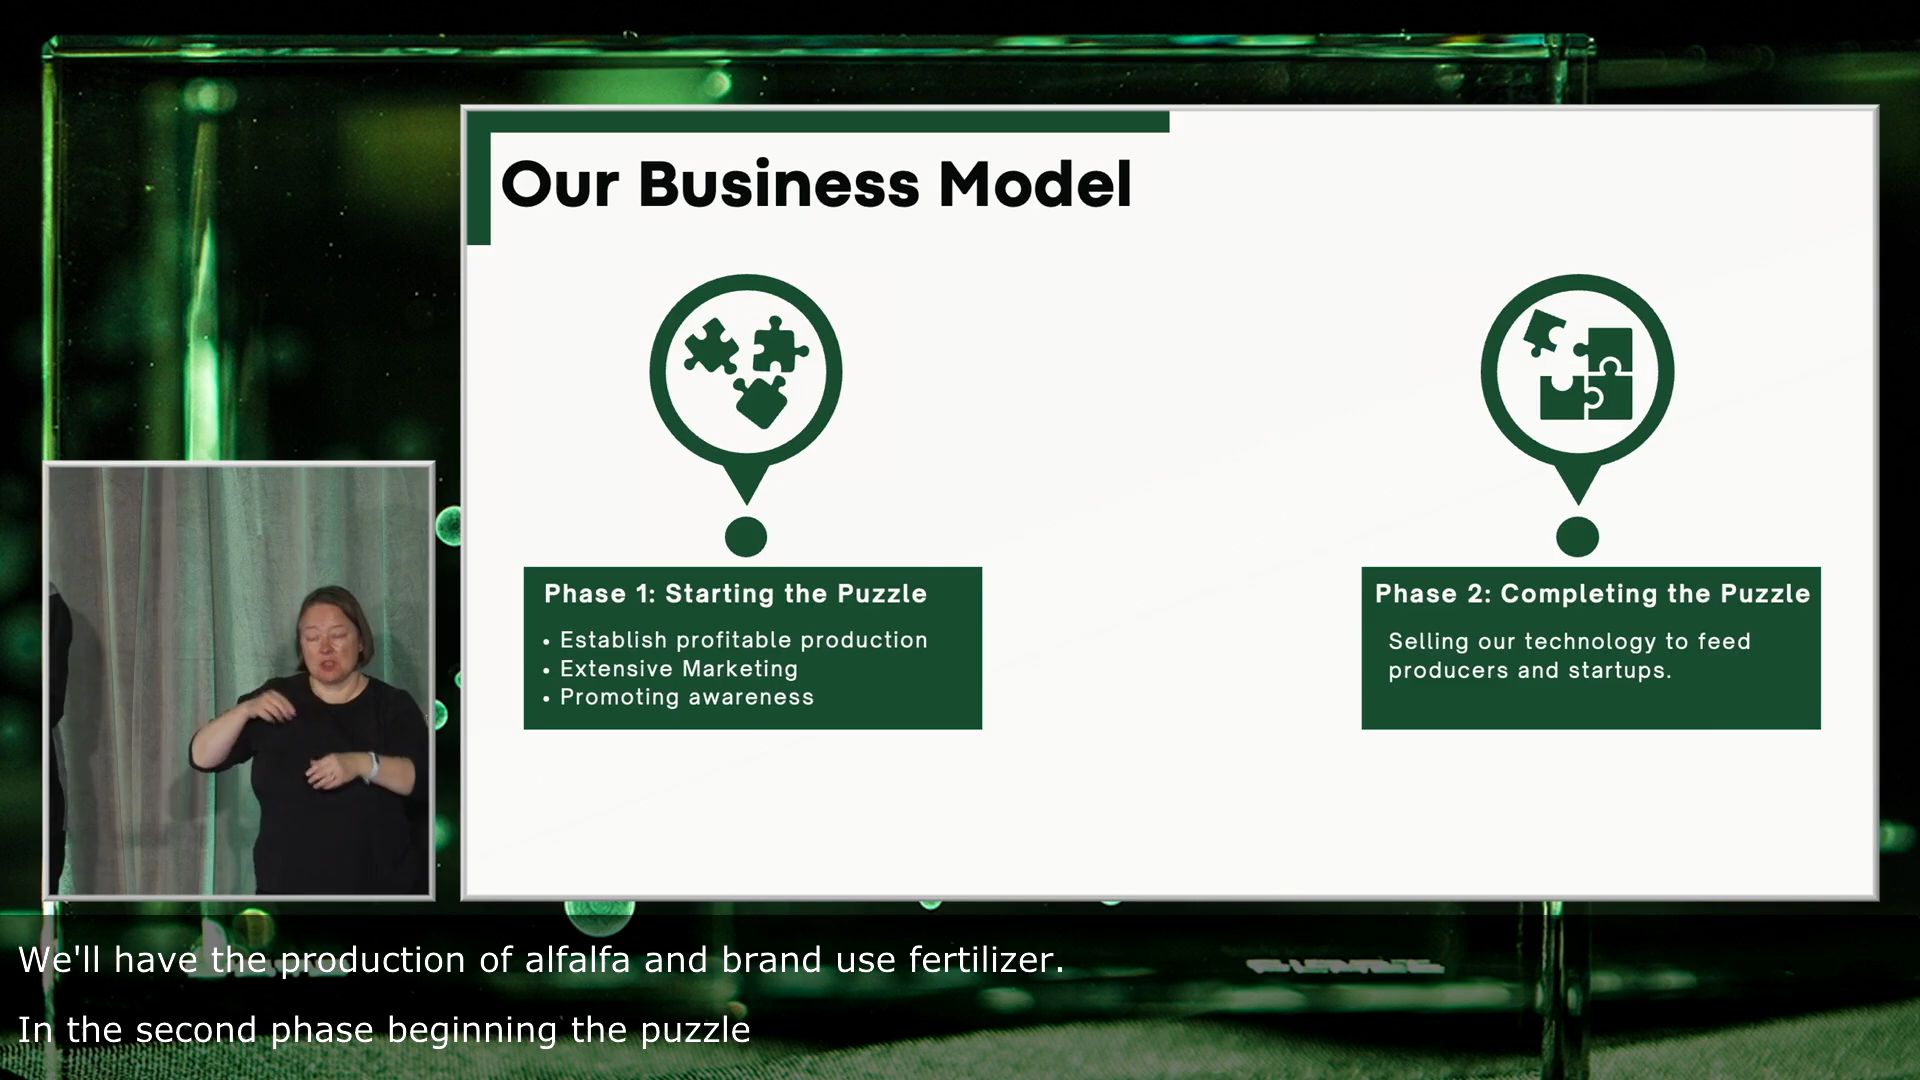 Our Business Model
Phase 1: Starting the Puzzle
• Establish profitable production
• Extensive Marketing
• Promoting awareness
Phase 2: Completing the Puzzle
Selling our technology to feed
producers and startups.
We'll have the production of alfalfa and brand use fertilizer.
In the second phase beginning the puzzle